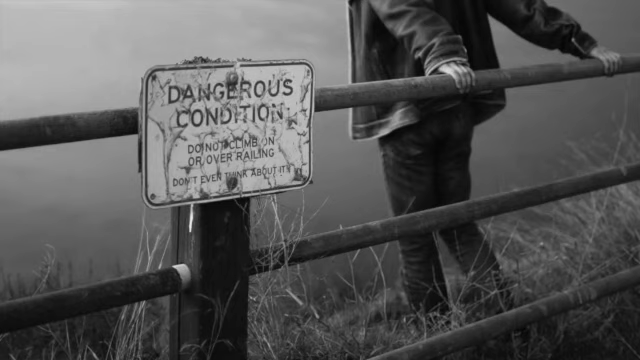 DANGEROUS
CONDITION
DO NOT CLIMB ON
OR OVER RAILING
DON'T EVEN THINK ABOUT IT